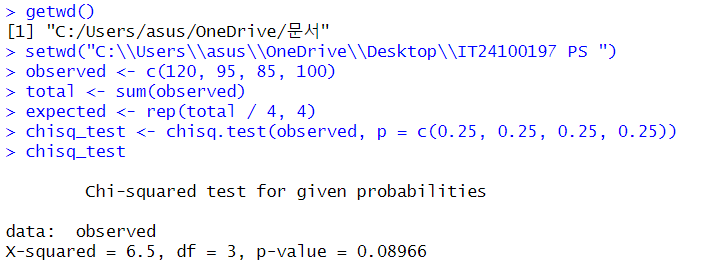 > getwd()
[1] "C:/Users/asus/OneDrive/문서"
> setwd("C:\\Users\\asus\\OneDrive\\Desktop\\IT24100197 PS ")
> observed <- c(120, 95, 85, 100)
> total <- sum(observed)
> expected <- rep(total / 4, 4)
> chisq_test <- chisq.test(observed, p = c(0.25, 0.25, 0.25, 0.25))
> chisq_test
Chi-squared test for given probabilities
data:  observed
X-squared = 6.5, df = 3, p-value = 0.08966